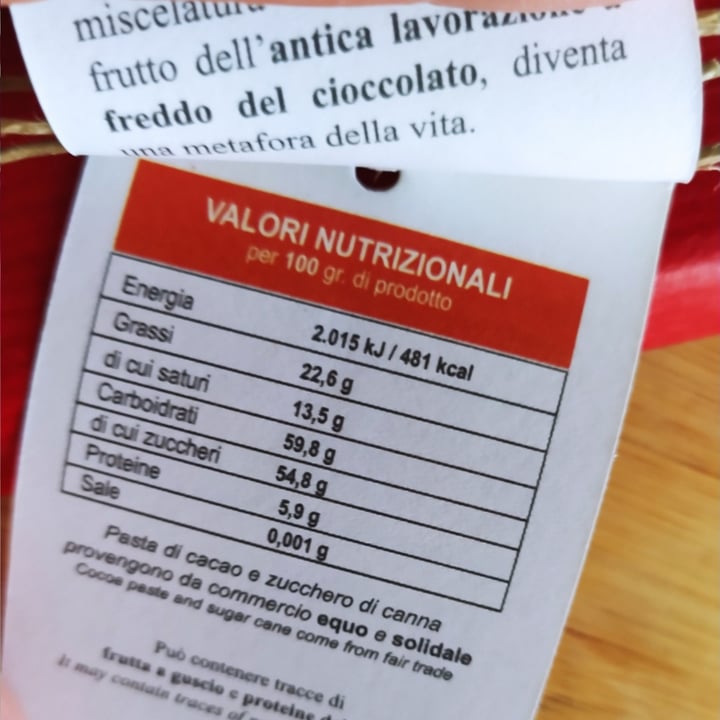 miscelatura
frutto dell'antica lavorazione a
freddo del cioccolato, diventa
una metafora della vita.
VALORI NUTRIZIONALI
per 100 gr. di prodotto
Energia 2.015 kJ / 481 kcal
Grassi 22,6 g
di cui saturi 13,5 g
Carboidrati 59,8 g
di cui zuccheri 54,8 g
Proteine 5,9 g
Sale 0,001 g
Pasta di cacao e zucchero di canna
provengono da commercio equo e solidale
Cocoa paste and sugar cane come from fair trade
Può contenere tracce di
frutta a guscio e proteine
It may contain traces of